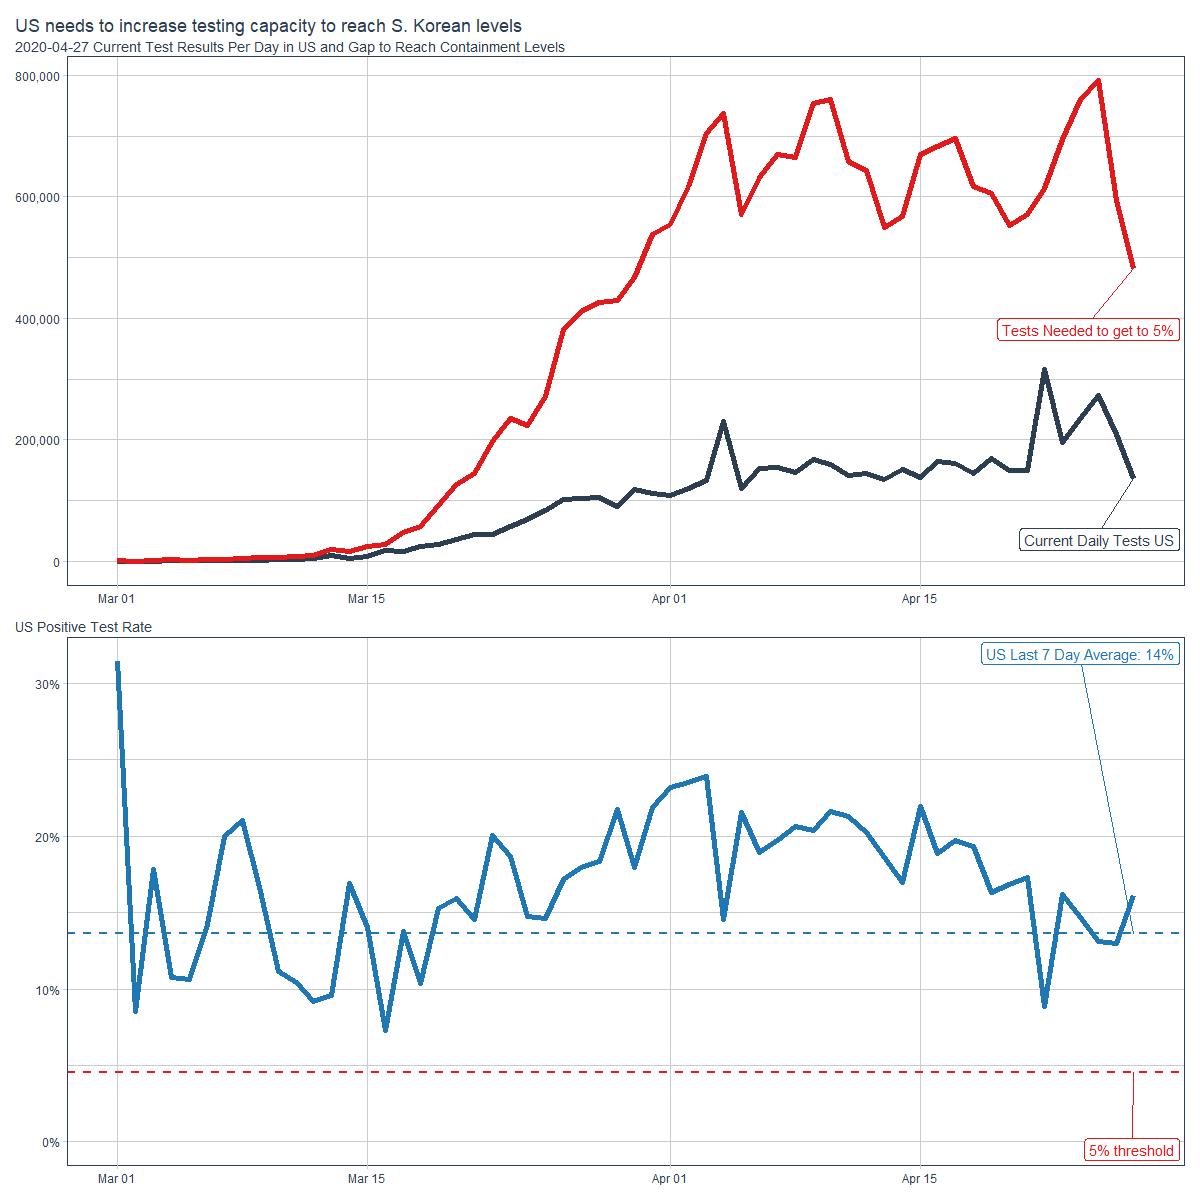 US needs to increase testing capacity to reach S. Korean levels
2020-04-27 Current Test Results Per Day in US and Gap to Reach Containment Levels
800,000
600,000
400,000
200,000
0
Tests Needed to get to 5%
Current Daily Tests US
Mar 01
Mar 15
Apr 01
Apr 15
US Positive Test Rate
US Last 7 Day Average: 14%
30%
20%
10%
0%
5% threshold
Mar 01
Mar 15
Apr 01
Apr 15